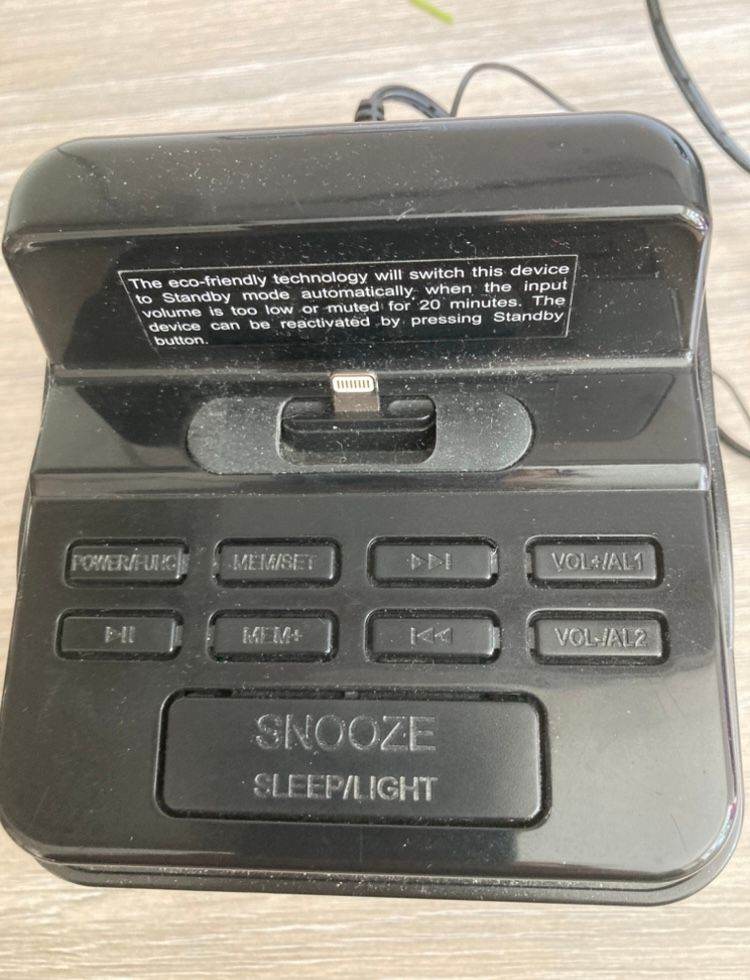 The eco-friendly technology will switch this device
to Standby mode automatically when the input
volume is too low or muted for 20 minutes. The
device can be reactivated by pressing Standby
button.
POWER/FUNC MEM/SET ▷▷| VOL+/AL1
▷|| MEM+ |◁◁ VOL-/AL2
SNOOZE
SLEEP/LIGHT